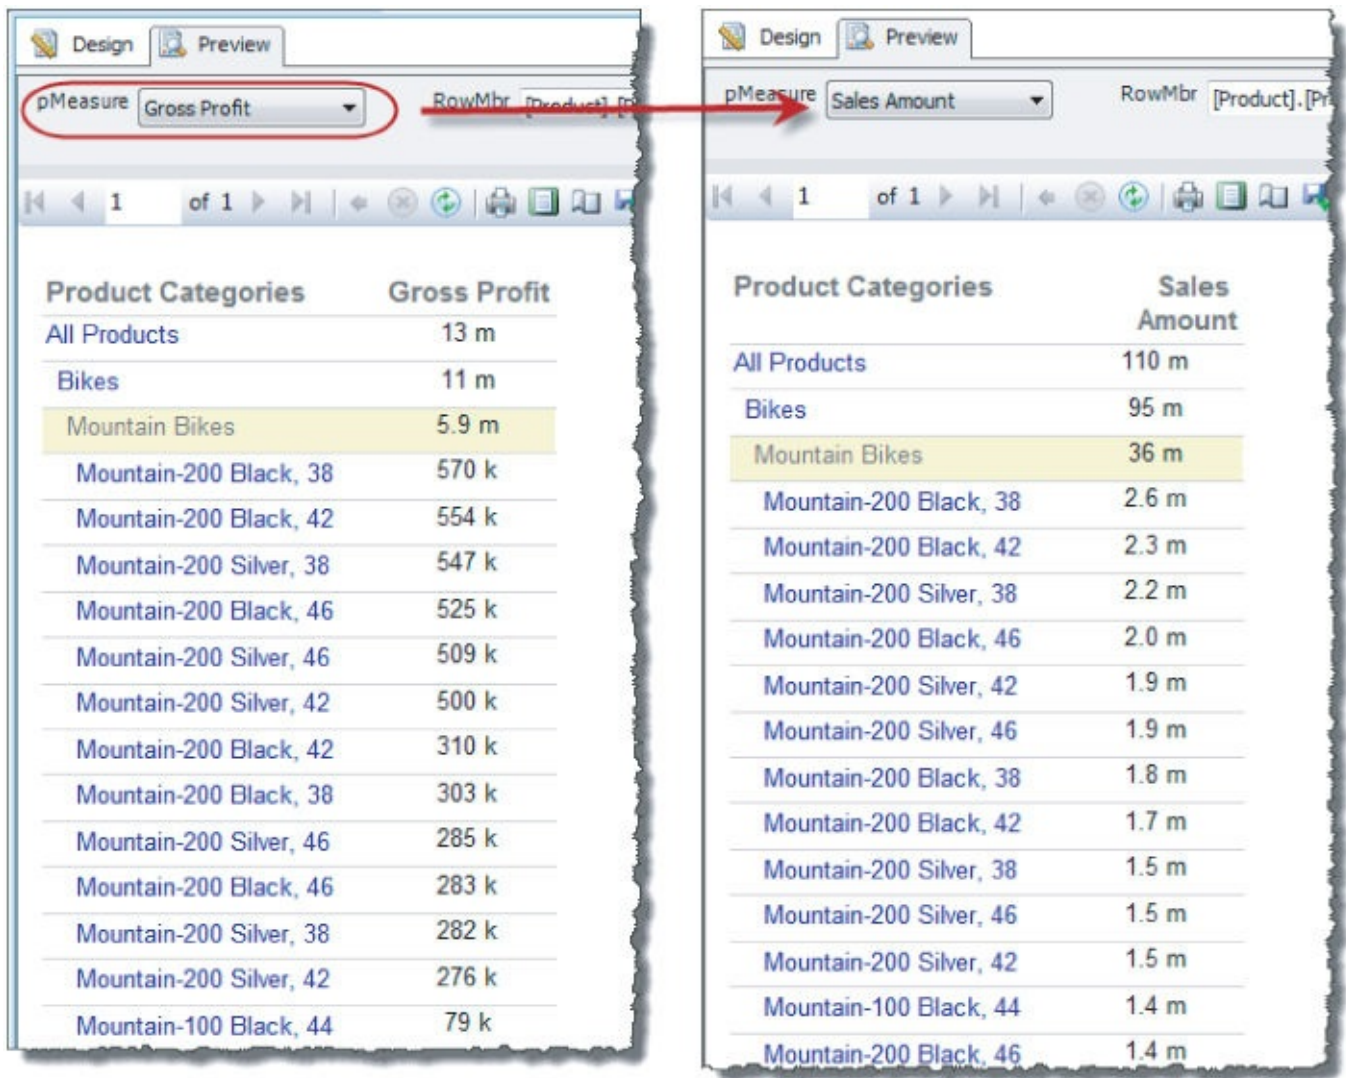 Design Preview
pMeasure Gross Profit RowMbr
1 of 1
Product Categories Gross Profit
All Products 13 m
Bikes 11 m
Mountain Bikes 5.9 m
Mountain-200 Black, 38 570 k
Mountain-200 Black, 42 554 k
Mountain-200 Silver, 38 547 k
Mountain-200 Black, 46 525 k
Mountain-200 Silver, 46 509 k
Mountain-200 Silver, 42 500 k
Mountain-200 Black, 42 310 k
Mountain-200 Black, 38 303 k
Mountain-200 Silver, 46 285 k
Mountain-200 Black, 46 283 k
Mountain-200 Silver, 38 282 k
Mountain-200 Silver, 42 276 k
Mountain-100 Black, 44 79 k
Design Preview
pMeasure Sales Amount RowMbr [Product].[Pr
1 of 1
Product Categories Sales
Amount
All Products 110 m
Bikes 95 m
Mountain Bikes 36 m
Mountain-200 Black, 38 2.6 m
Mountain-200 Black, 42 2.3 m
Mountain-200 Silver, 38 2.2 m
Mountain-200 Black, 46 2.0 m
Mountain-200 Silver, 42 1.9 m
Mountain-200 Silver, 46 1.9 m
Mountain-200 Black, 38 1.8 m
Mountain-200 Black, 42 1.7 m
Mountain-200 Silver, 38 1.5 m
Mountain-200 Silver, 46 1.5 m
Mountain-200 Silver, 42 1.5 m
Mountain-100 Black, 44 1.4 m
Mountain-200 Black, 46 1.4 m